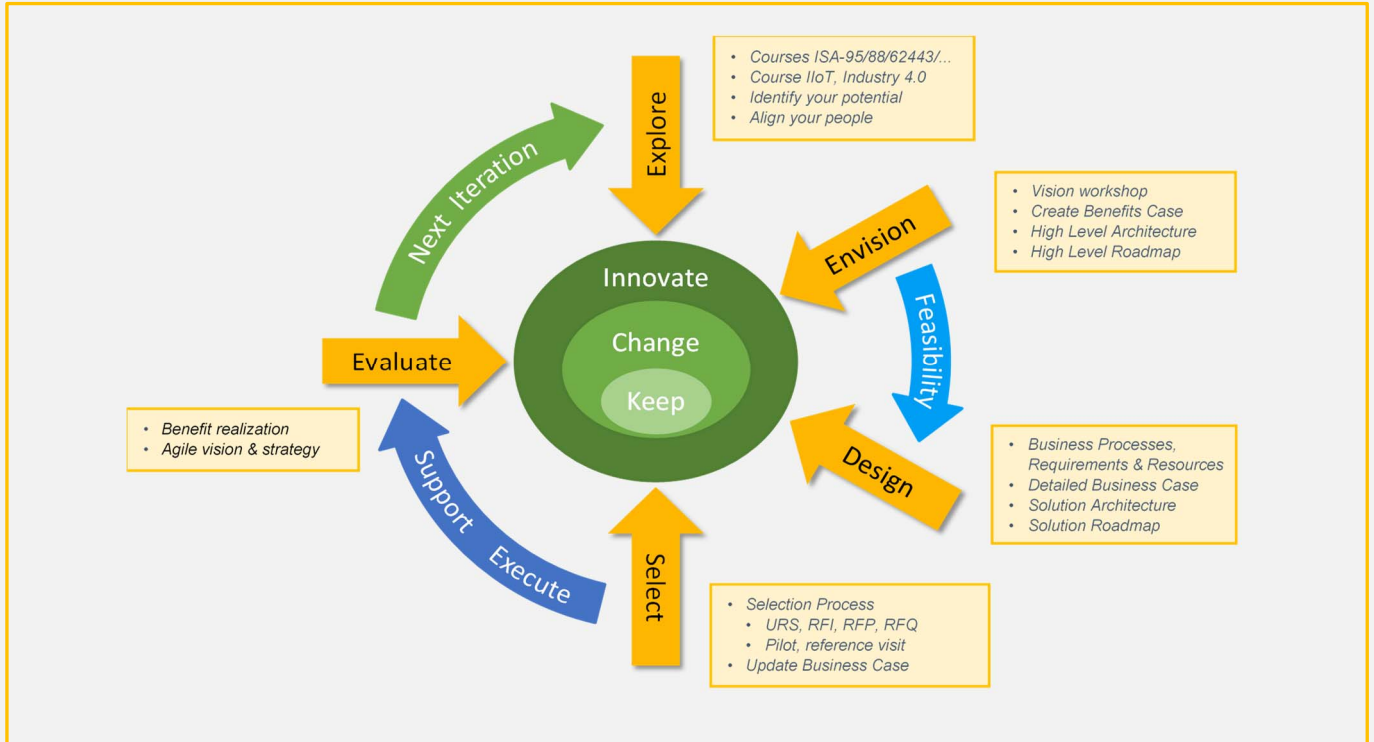 Explore
• Courses ISA-95/88/62443/...
• Course IIoT, Industry 4.0
• Identify your potential
• Align your people
Envision
• Vision workshop
• Create Benefits Case
• High Level Architecture
• High Level Roadmap
Feasibility
Design
• Business Processes,
Requirements & Resources
• Detailed Business Case
• Solution Architecture
• Solution Roadmap
Select
• Selection Process
• URS, RFI, RFP, RFQ
• Pilot, reference visit
• Update Business Case
Support Execute
Evaluate
• Benefit realization
• Agile vision & strategy
Next Iteration
Innovate
Change
Keep